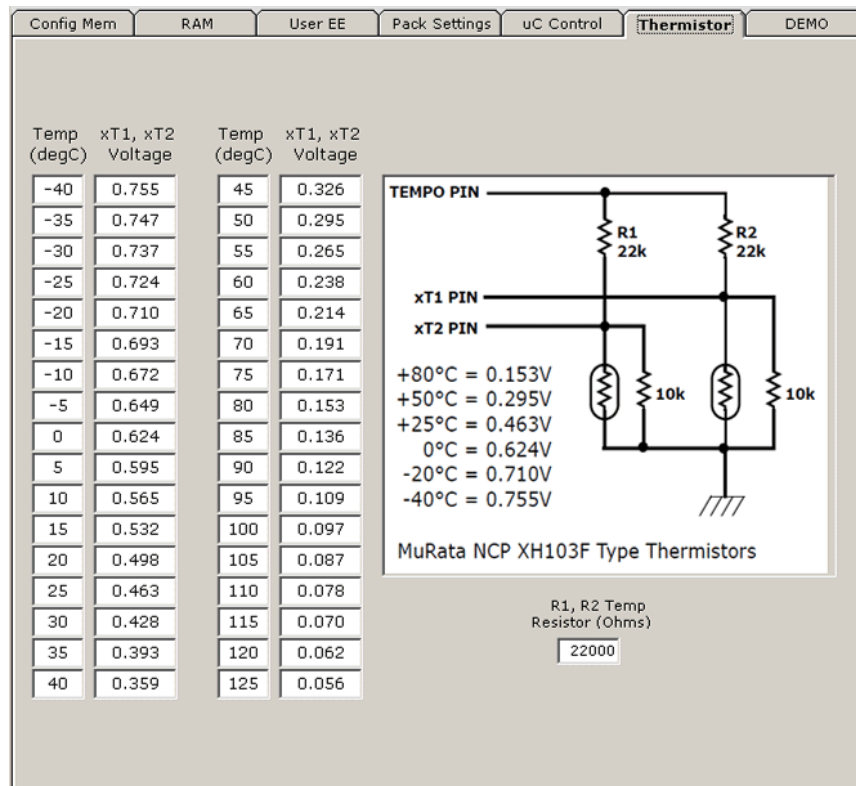 Config Mem RAM User EE Pack Settings uC Control Thermistor DEMO
Temp xT1, xT2 Temp xT1, xT2
(degC) Voltage (degC) Voltage
-40 0.755 45 0.326
-35 0.747 50 0.295
-30 0.737 55 0.265
-25 0.724 60 0.238
-20 0.710 65 0.214
-15 0.693 70 0.191
-10 0.672 75 0.171
-5 0.649 80 0.153
0 0.624 85 0.136
5 0.595 90 0.122
10 0.565 95 0.109
15 0.532 100 0.097
20 0.498 105 0.087
25 0.463 110 0.078
30 0.428 115 0.070
35 0.393 120 0.062
40 0.359 125 0.056
TEMPO PIN
R1 R2
22k 22k
xT1 PIN
xT2 PIN
10k 10k
+80°C = 0.153V
+50°C = 0.295V
+25°C = 0.463V
0°C = 0.624V
-20°C = 0.710V
-40°C = 0.755V
MuRata NCP XH103F Type Thermistors
R1, R2 Temp
Resistor (Ohms)
22000